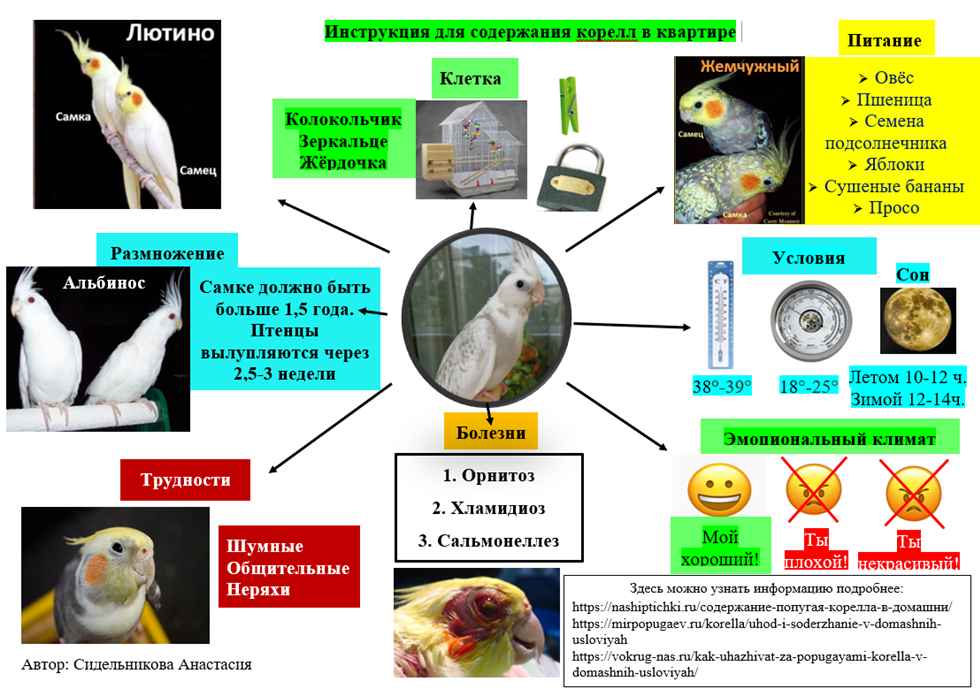 Инструкция для содержания корелл в квартире
Лютино
Самка
Самец
Клетка
Колокольчик
Зеркальце
Жёрдочка
Жемчужный
Самец
Самка
Courtesy of
Питание
Овёс
Пшеница
Семена
подсолнечника
Яблоки
Сушеные бананы
Просо
Размножение
Альбинос
Самке должно быть
больше 1,5 года.
Птенцы
вылупляются через
2,5-3 недели
Условия
Сон
38°-39°
18°-25°
Летом 10-12 ч.
Зимой 12-14ч.
Трудности
Шумные
Общительные
Неряхи
Болезни
1. Орнитоз
2. Хламидиоз
3. Сальмонеллез
Эмопиональный климат
Мой
хороший!
Ты
плохой!
Ты
некрасивый!
Здесь можно узнать информацию подробнее:
https://nashiptichki.ru/содержание-попугая-корелла-в-домашни/
https://mirpopugaev.ru/korella/uhod-i-soderzhanie-v-domashnih-
usloviyah
https://vokrug-nas.ru/kak-uhazhivat-za-popugayami-korella-v-
domashnih-usloviyah/
Автор: Сидельникова Анастасия